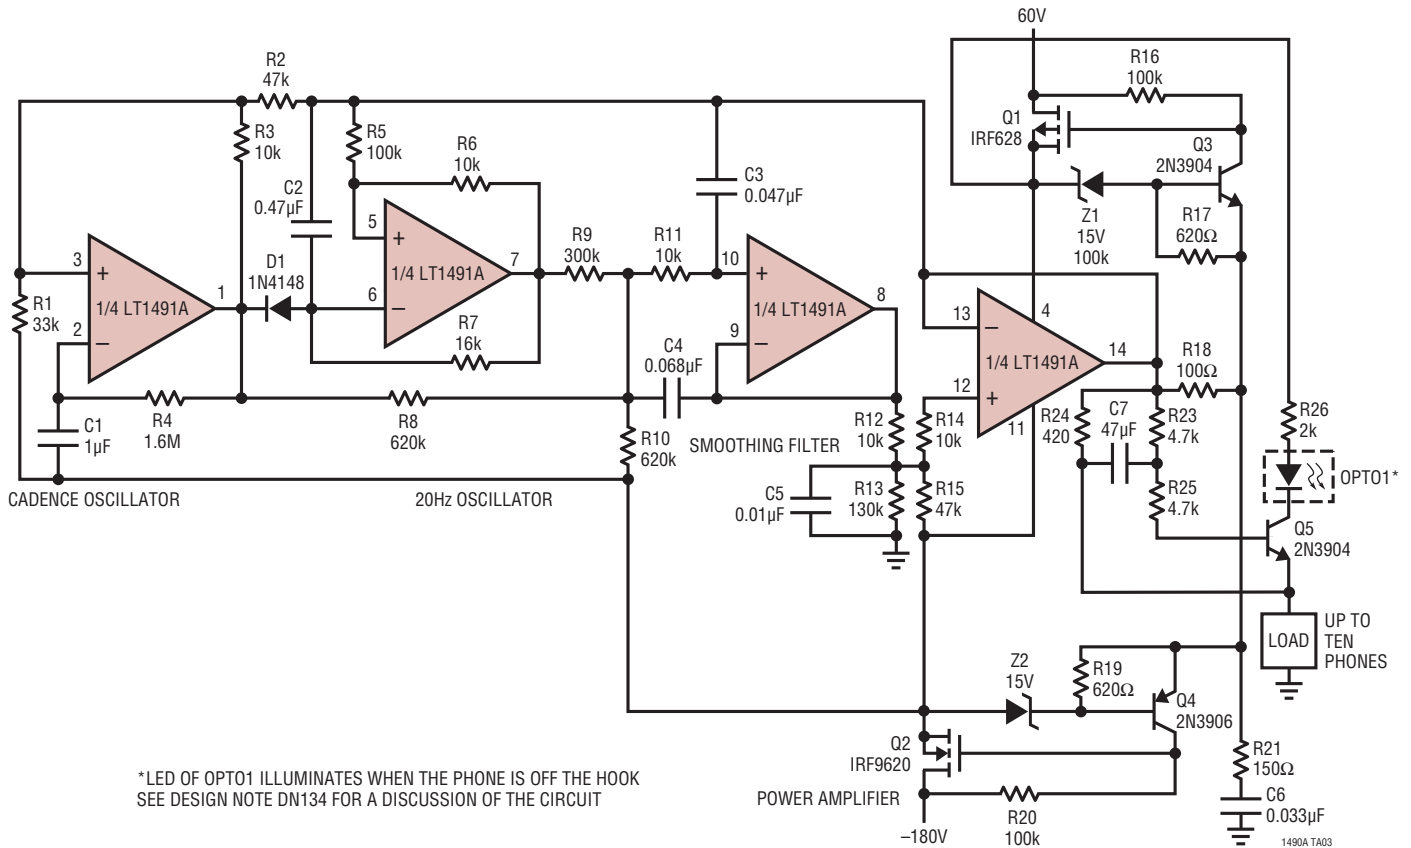 60V
R2
47k
R16
100k
R3
10k
R5
100k
R6
10k
Q1
IRF628
Q3
2N3904
C2
0.47µF
C3
0.047µF
Z1
15V
100k
R17
620Ω
D1
1N4148
5
+
1/4 LT1491A
7
6
–
R7
16k
R9
300k
R11
10k
10
+
1/4 LT1491A
8
9
–
3
+
1/4 LT1491A
1
2
–
R1
33k
13
–
4
1/4 LT1491A
14
12
+
11
R18
100Ω
C4
0.068µF
C1
1µF
R4
1.6M
R8
620k
R10
620k
SMOOTHING FILTER
R12
10k
R14
10k
R24
420
C7
47µF
R23
4.7k
R26
2k
OPTO1*
CADENCE OSCILLATOR
20Hz OSCILLATOR
C5
0.01µF
R13
130k
R15
47k
R25
4.7k
Q5
2N3904
LOAD
UP TO
TEN
PHONES
Z2
15V
R19
620Ω
Q4
2N3906
Q2
IRF9620
R21
150Ω
*LED OF OPTO1 ILLUMINATES WHEN THE PHONE IS OFF THE HOOK
SEE DESIGN NOTE DN134 FOR A DISCUSSION OF THE CIRCUIT
POWER AMPLIFIER
R20
100k
C6
0.033µF
–180V
1490A TA03